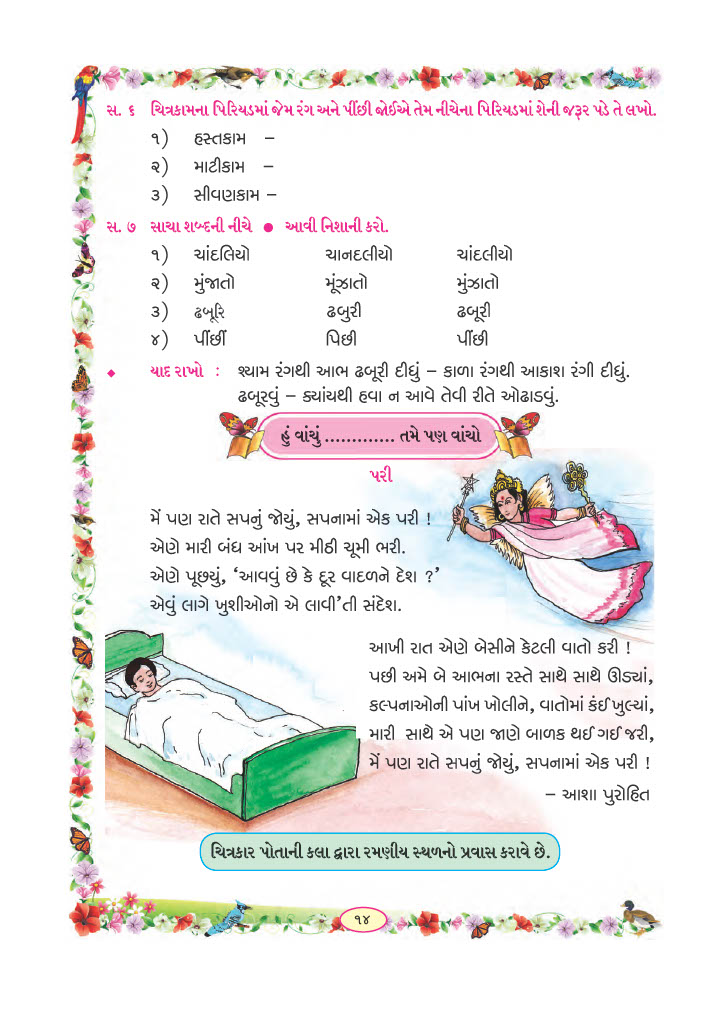 સ. ૬ ચિત્રકામના પિરિયડમાં જેમ રંગ અને પીંછી જોઈએ તેમ નીચેના પિરિયડમાં શેની જરૂર પડે તે લખો.
૧) હસ્તકામ –
૨) માટીકામ –
૩) સીવણકામ –
સ. ૭ સાચા શબ્દની નીચે ● આવી નિશાની કરો.
૧) ચાંદલિયો ચાનદલીયો ચાંદલીયો
૨) મુંજાતો મૂંઝાતો મુંઝાતો
૩) ઢબૂરિ ઢબુરી ઢબૂરી
૪) પીંછીં પિછી પીંછી
◆ યાદ રાખો : શ્યામ રંગથી આભ ઢબૂરી દીધું – કાળા રંગથી આકાશ રંગી દીધું.
ઢબૂરવું – ક્યાંયથી હવા ન આવે તેવી રીતે ઓઢાડવું.
હું વાંચું ............. તમે પણ વાંચો
પરી
મેં પણ રાતે સપનું જોયું, સપનામાં એક પરી !
એણે મારી બંધ આંખ પર મીઠી ચૂમી ભરી.
એણે પૂછયું, ‘આવવું છે કે દૂર વાદળને દેશ ?’
એવું લાગે ખુશીઓનો એ લાવી’તી સંદેશ.
આખી રાત એણે બેસીને કેટલી વાતો કરી !
પછી અમે બે આભના રસ્તે સાથે સાથે ઊડ્યાં,
કલ્પનાઓની પાંખ ખોલીને, વાતોમાં કંઈ ખુલ્યાં,
મારી સાથે એ પણ જાણે બાળક થઈ ગઈ જરી,
મેં પણ રાતે સપનું જોયું, સપનામાં એક પરી !
– આશા પુરોહિત
ચિત્રકાર પોતાની કલા દ્વારા રમણીય સ્થળનો પ્રવાસ કરાવે છે.
૧૪